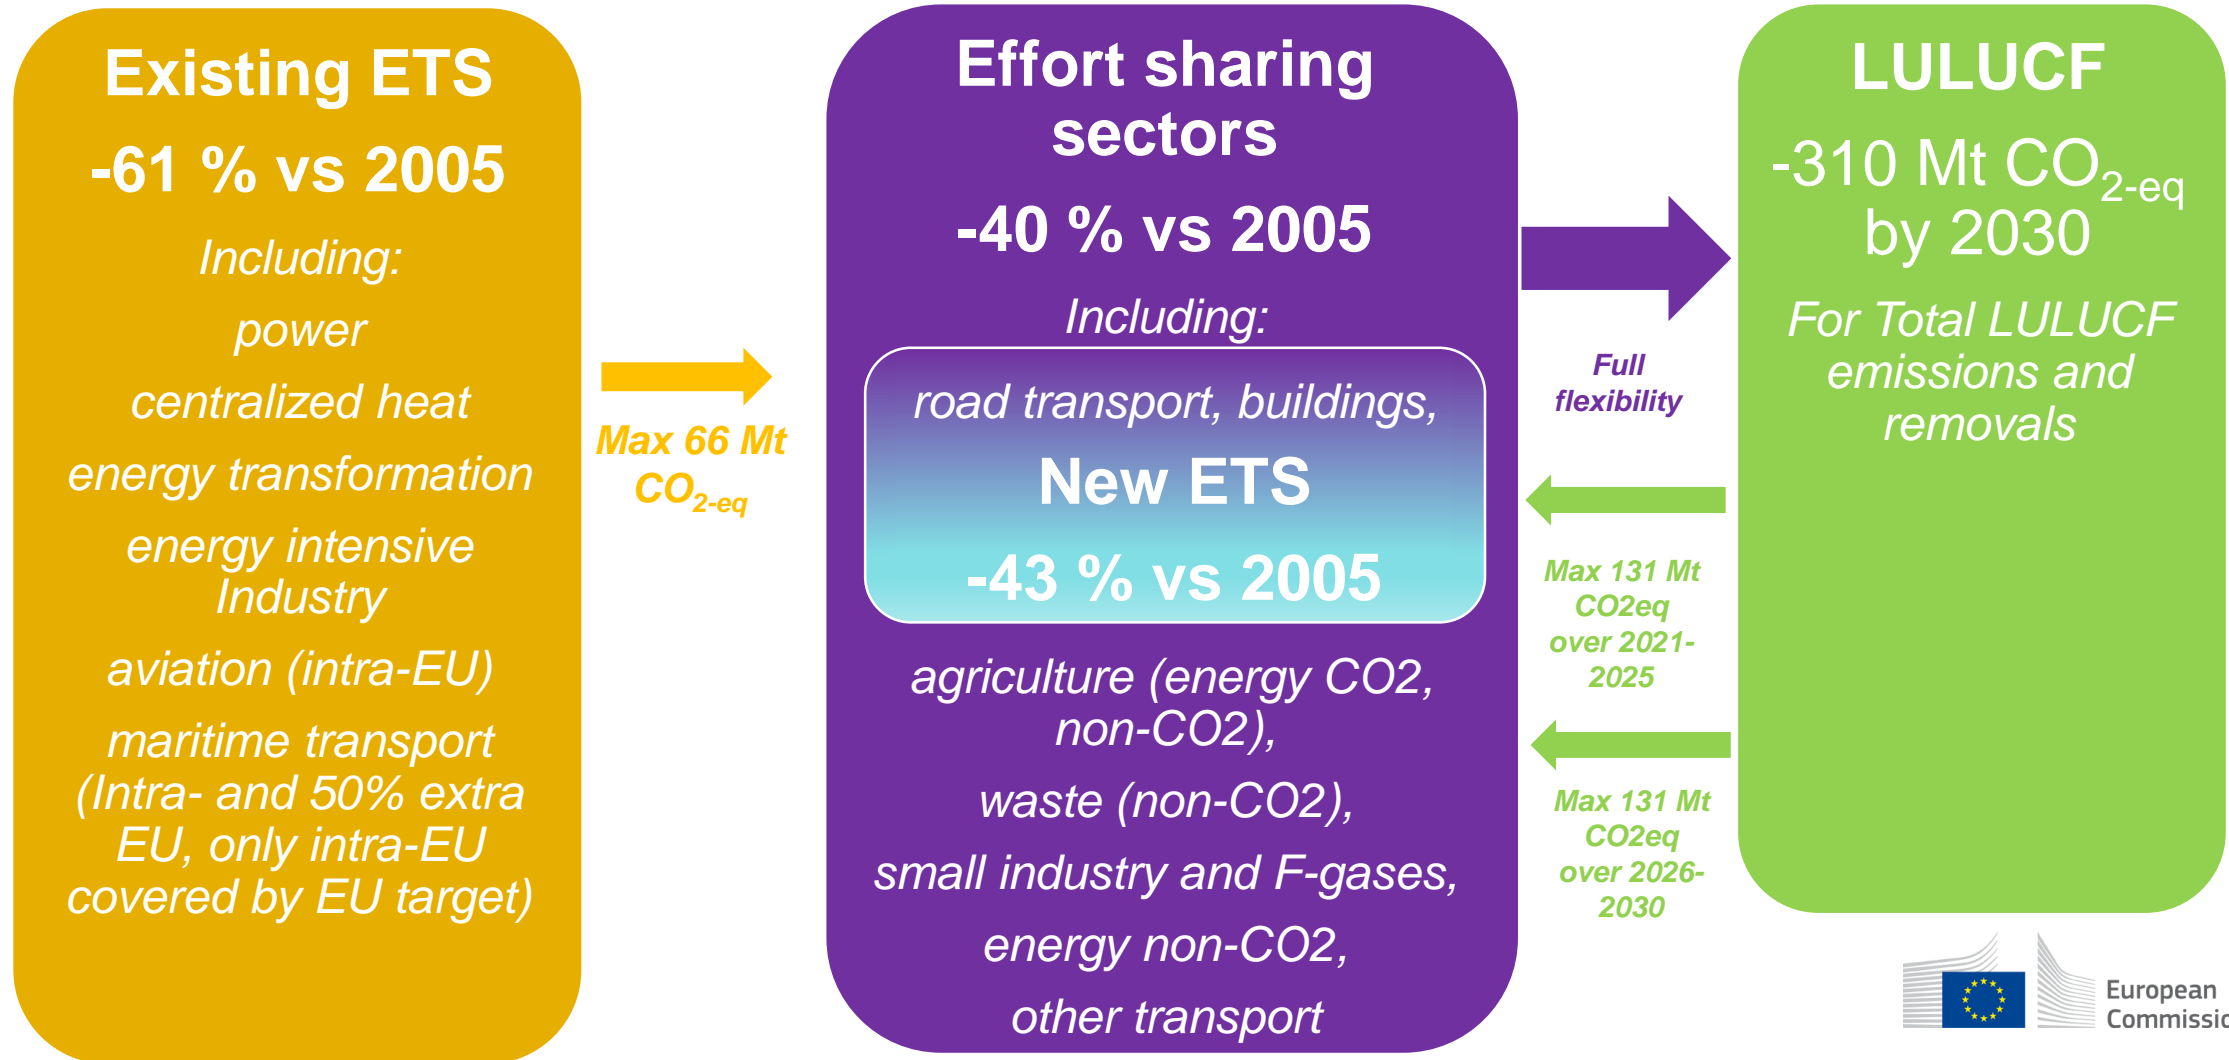 Existing ETS
-61 % vs 2005
Including:
power
centralized heat
energy transformation
energy intensive
Industry
aviation (intra-EU)
maritime transport
(Intra- and 50% extra
EU, only intra-EU
covered by EU target)
Max 66 Mt
CO2-eq
Effort sharing
sectors
-40 % vs 2005
Including:
road transport, buildings,
New ETS
-43 % vs 2005
agriculture (energy CO2,
non-CO2),
waste (non-CO2),
small industry and F-gases,
energy non-CO2,
other transport
Full
flexibility
Max 131 Mt
CO2eq
over 2021-
2025
Max 131 Mt
CO2eq
over 2026-
2030
LULUCF
-310 Mt CO2-eq
by 2030
For Total LULUCF
emissions and
removals
European
Commissio